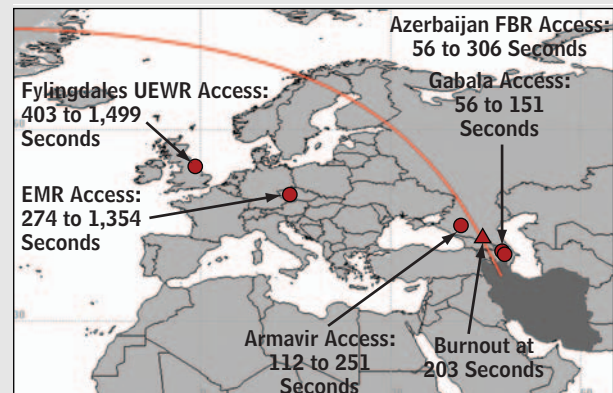 Azerbaijan FBR Access:
56 to 306 Seconds
Gabala Access:
56 to 151
Seconds
Fylingdales UEWR Access:
403 to 1,499
Seconds
EMR Access:
274 to 1,354
Seconds
Armavir Access:
112 to 251
Seconds
Burnout at
203 Seconds